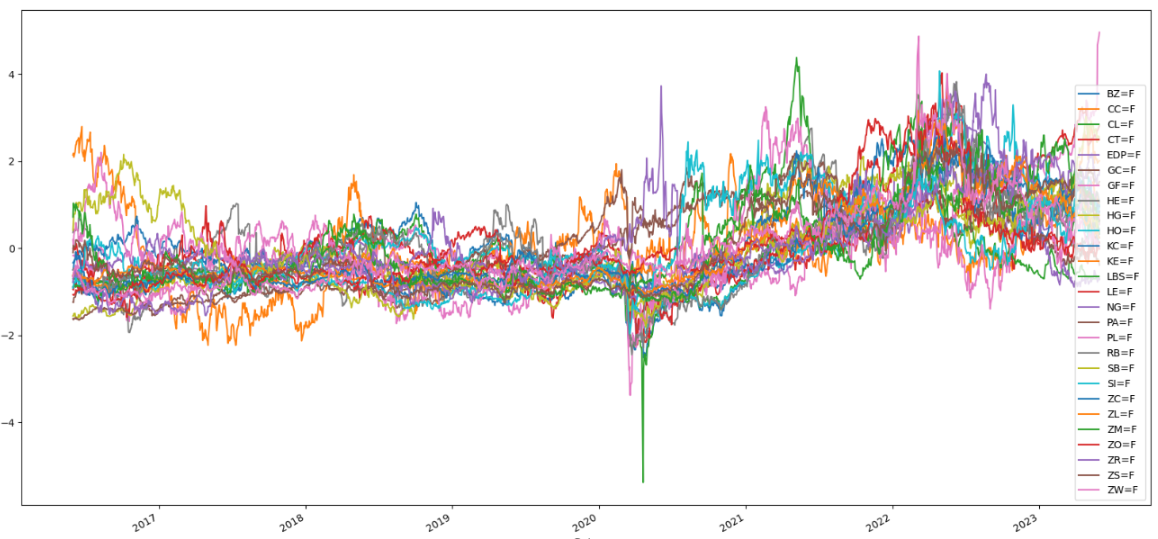 4
2
0
−2
−4
2017
2018
2019
2020
2021
2022
2023
BZ=F
CC=F
CL=F
CT=F
EDP=F
GC=F
GF=F
HE=F
HG=F
HO=F
KC=F
KE=F
LBS=F
LE=F
NG=F
PA=F
PL=F
RB=F
SB=F
SI=F
ZC=F
ZL=F
ZM=F
ZO=F
ZR=F
ZS=F
ZW=F